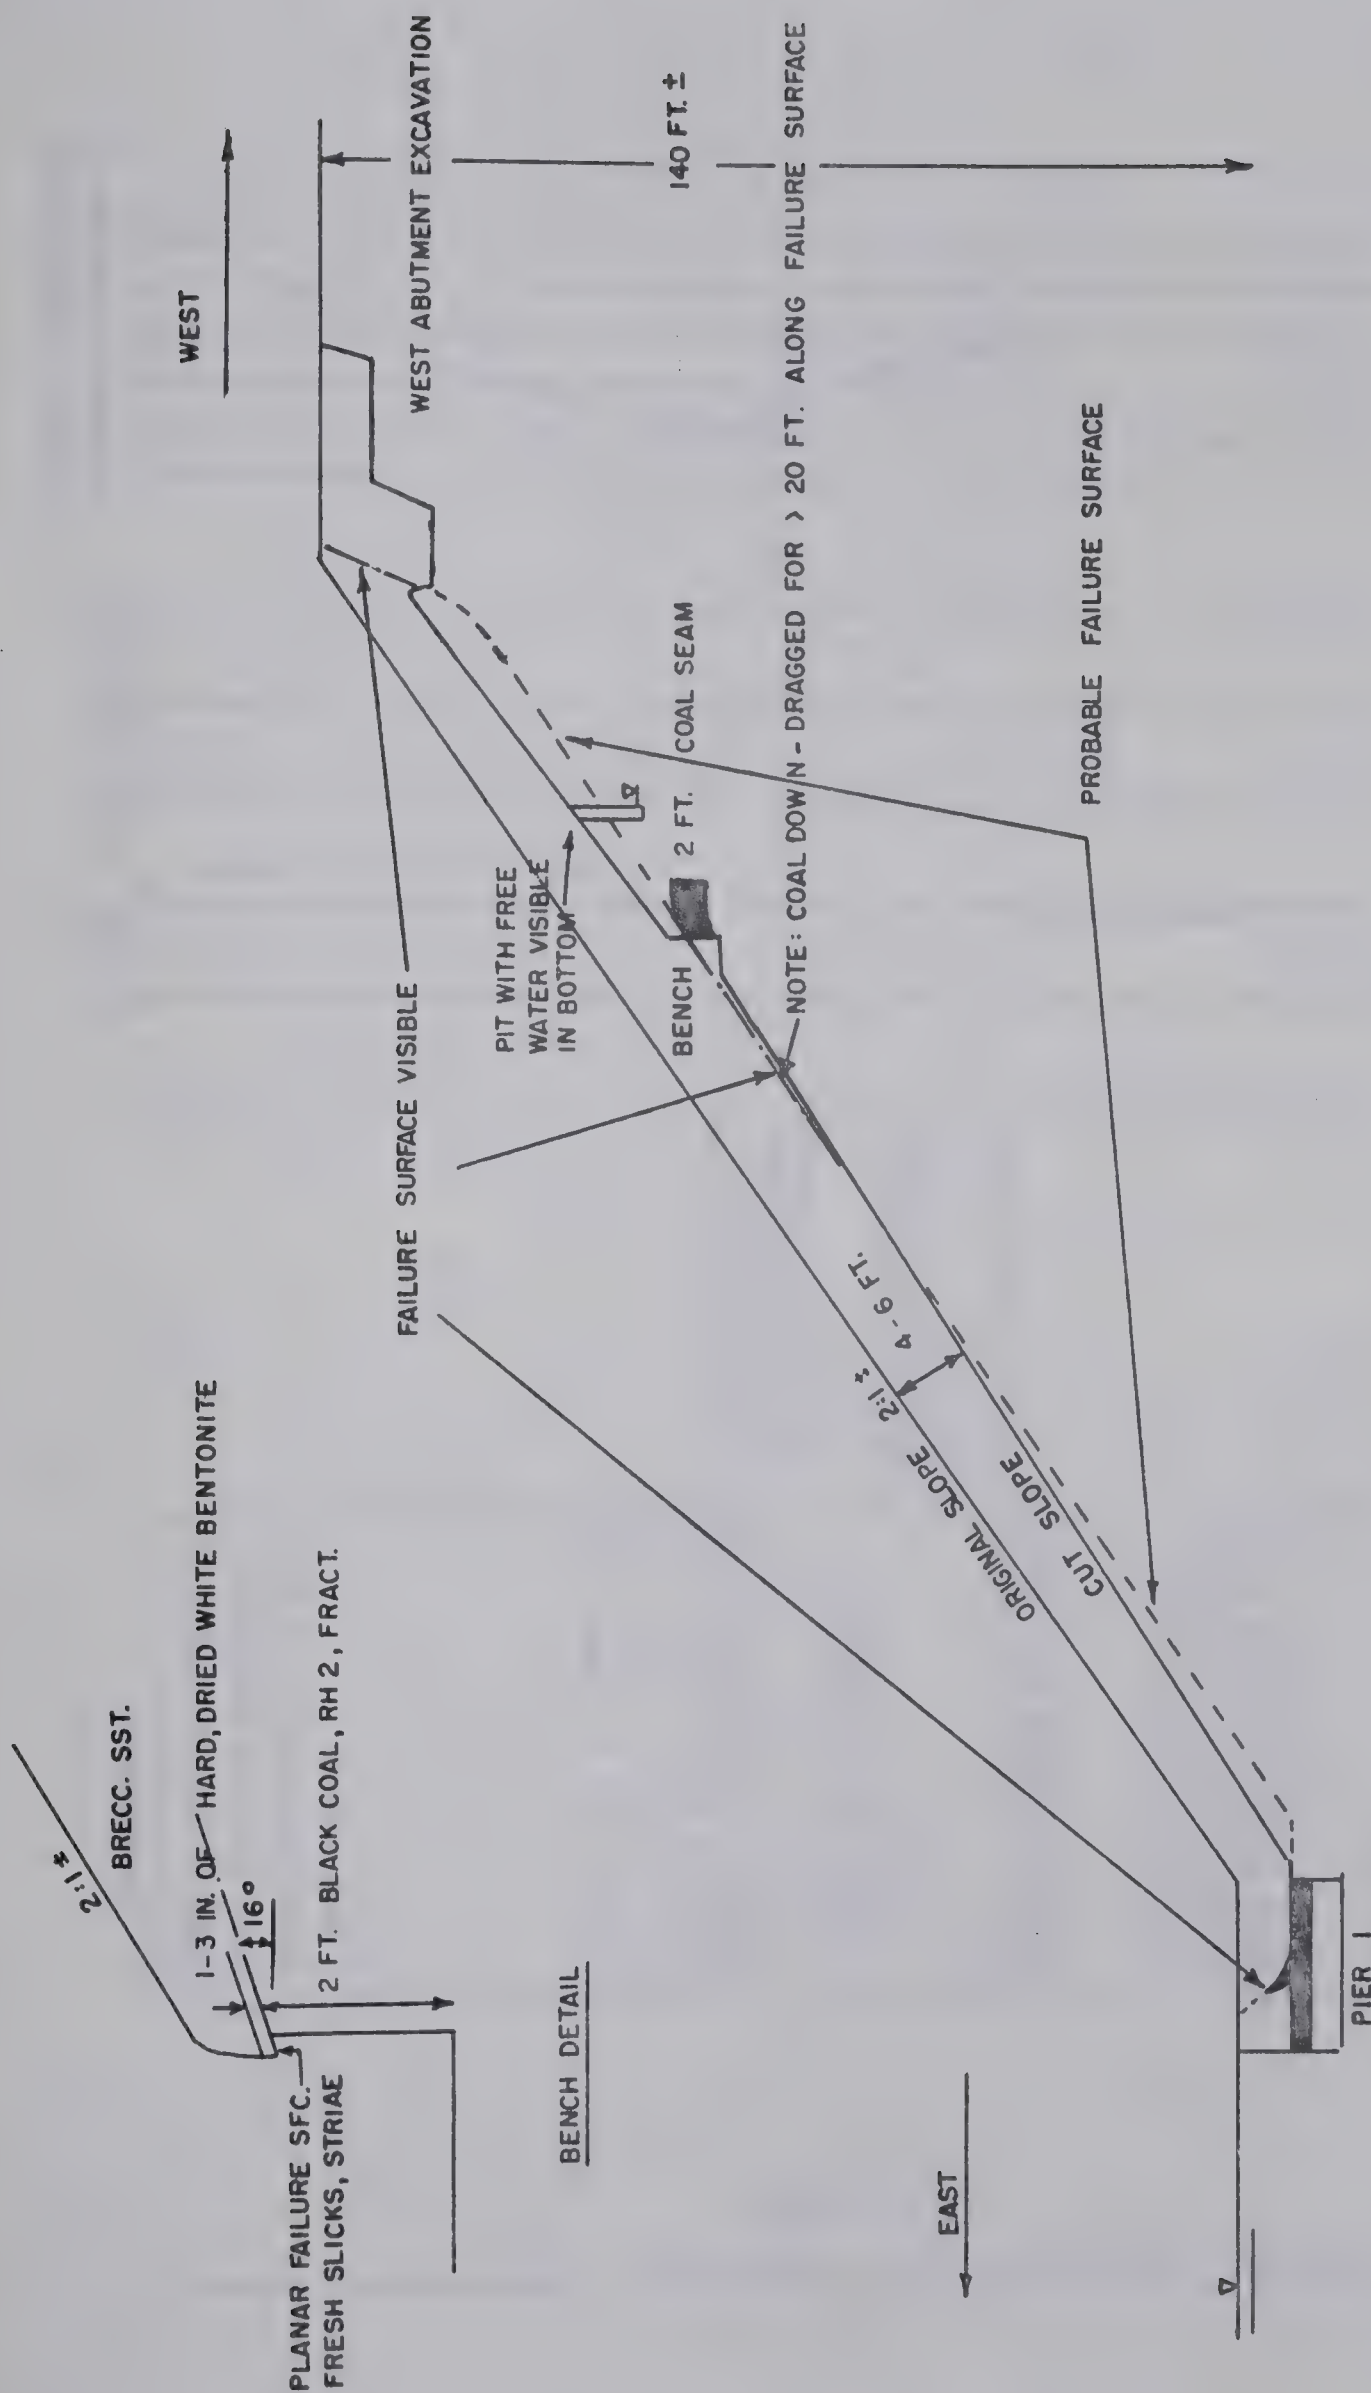 WEST
WEST ABUTMENT EXCAVATION
140 FT. ±
FAILURE SURFACE VISIBLE
PIT WITH FREE
WATER VISIBLE
IN BOTTOM
BENCH
2 FT. COAL SEAM
NOTE: COAL DOWN - DRAGGED FOR > 20 FT. ALONG FAILURE SURFACE
PROBABLE FAILURE SURFACE
ORIGINAL SLOPE 2:1±
4 - 6 FT.
CUT SLOPE
PIER 1
EAST
2:1±
BRECC. SST.
1-3 IN. OF HARD, DRIED WHITE BENTONITE
16°
2 FT. BLACK COAL, RH 2, FRACT.
PLANAR FAILURE SFC.
FRESH SLICKS, STRIAE
BENCH DETAIL